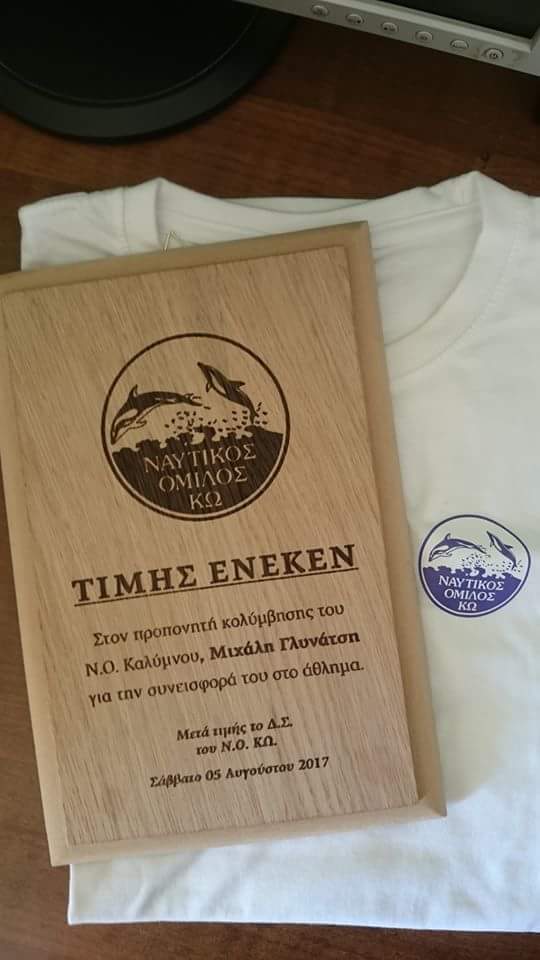 ΝΑΥΤΙΚΟΣ
ΟΜΙΛΟΣ
ΚΩ
ΤΙΜΗΣ ΕΝΕΚΕΝ
Στον προπονητή κολύμβησης του
Ν.Ο. Καλύμνου, Μιχάλη Γλυνάτση
για την συνεισφορά του στο άθλημα.
Μετά τιμής το Δ.Σ.
του Ν.Ο. ΚΩ.
Σάββατο 05 Αυγούστου 2017
ΝΑΥΤΙΚΟΣ
ΟΜΙΛΟΣ
ΚΩ